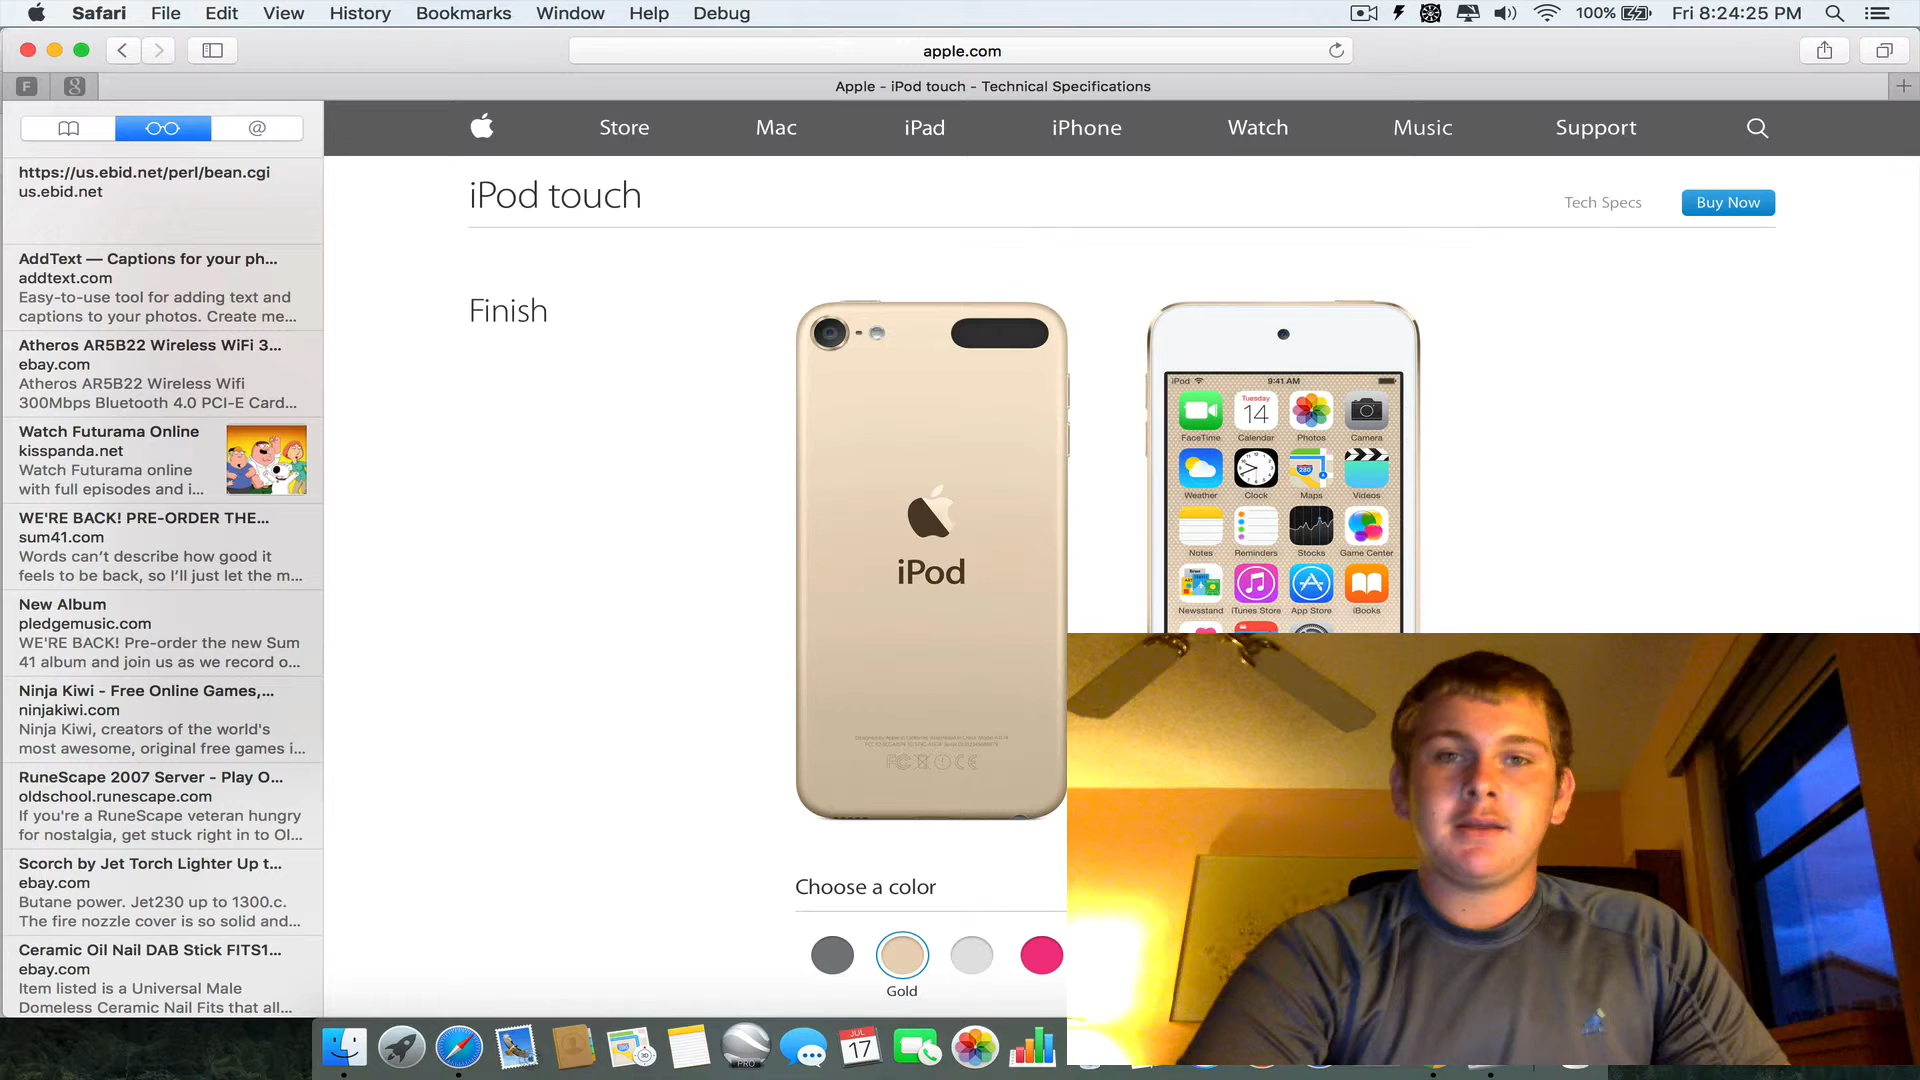 Safari File Edit View History Bookmarks Window Help Debug
100% Fri 8:24:25 PM
apple.com
F g Apple - iPod touch - Technical Specifications
@
https://us.ebid.net/perl/bean.cgi
us.ebid.net
AddText — Captions for your ph...
addtext.com
Easy-to-use tool for adding text and
captions to your photos. Create me...
Atheros AR5B22 Wireless WiFi 3...
ebay.com
Atheros AR5B22 Wireless Wifi
300Mbps Bluetooth 4.0 PCI-E Card...
Watch Futurama Online
kisspanda.net
Watch Futurama online
with full episodes and i...
WE'RE BACK! PRE-ORDER THE...
sum41.com
Words can’t describe how good it
feels to be back, so I’ll just let the m...
New Album
pledgemusic.com
WE'RE BACK! Pre-order the new Sum
41 album and join us as we record o...
Ninja Kiwi - Free Online Games,...
ninjakiwi.com
Ninja Kiwi, creators of the world's
most awesome, original free games i...
RuneScape 2007 Server - Play O...
oldschool.runescape.com
If you're a RuneScape veteran hungry
for nostalgia, get stuck right in to Ol...
Scorch by Jet Torch Lighter Up t...
ebay.com
Butane power. Jet230 up to 1300.c.
The fire nozzle cover is so solid and...
Ceramic Oil Nail DAB Stick FITS1...
ebay.com
Item listed is a Universal Male
Domeless Ceramic Nail Fits that all...
Store Mac iPad iPhone Watch Music Support
iPod touch
Tech Specs Buy Now
Finish
iPod
iPod 9:41 AM
Tuesday
14
FaceTime Calendar Photos Camera
280
Weather Clock Maps Videos
Notes Reminders Stocks Game Center
Newsstand iTunes Store App Store iBooks
Choose a color
Gold
3D
PRO
JUL
17